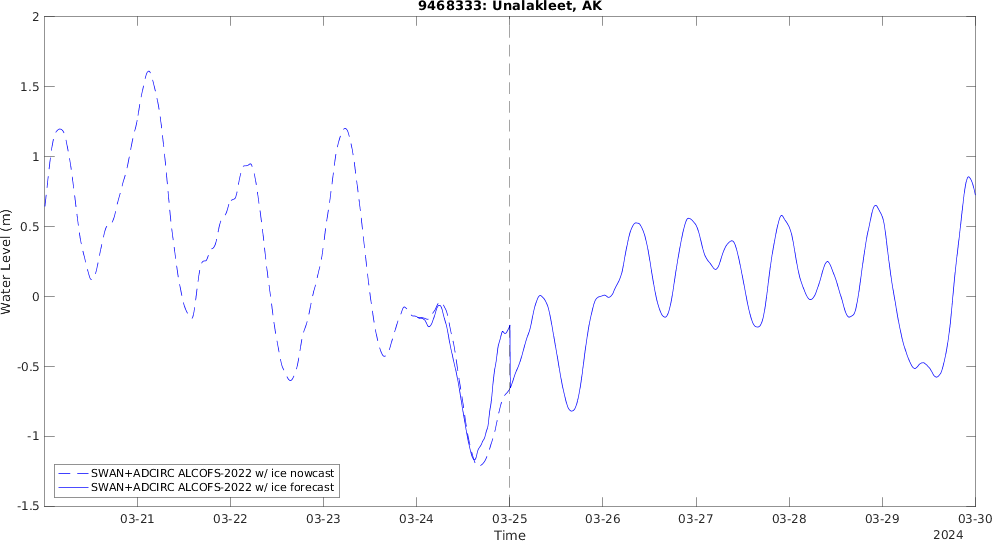 9468333: Unalakleet, AK
2
1.5
1
0.5
0
-0.5
-1
-1.5
Water Level (m)
SWAN+ADCIRC ALCOFS-2022 w/ ice nowcast
SWAN+ADCIRC ALCOFS-2022 w/ ice forecast
03-21 03-22 03-23 03-24 03-25 03-26 03-27 03-28 03-29 03-30
Time
2024